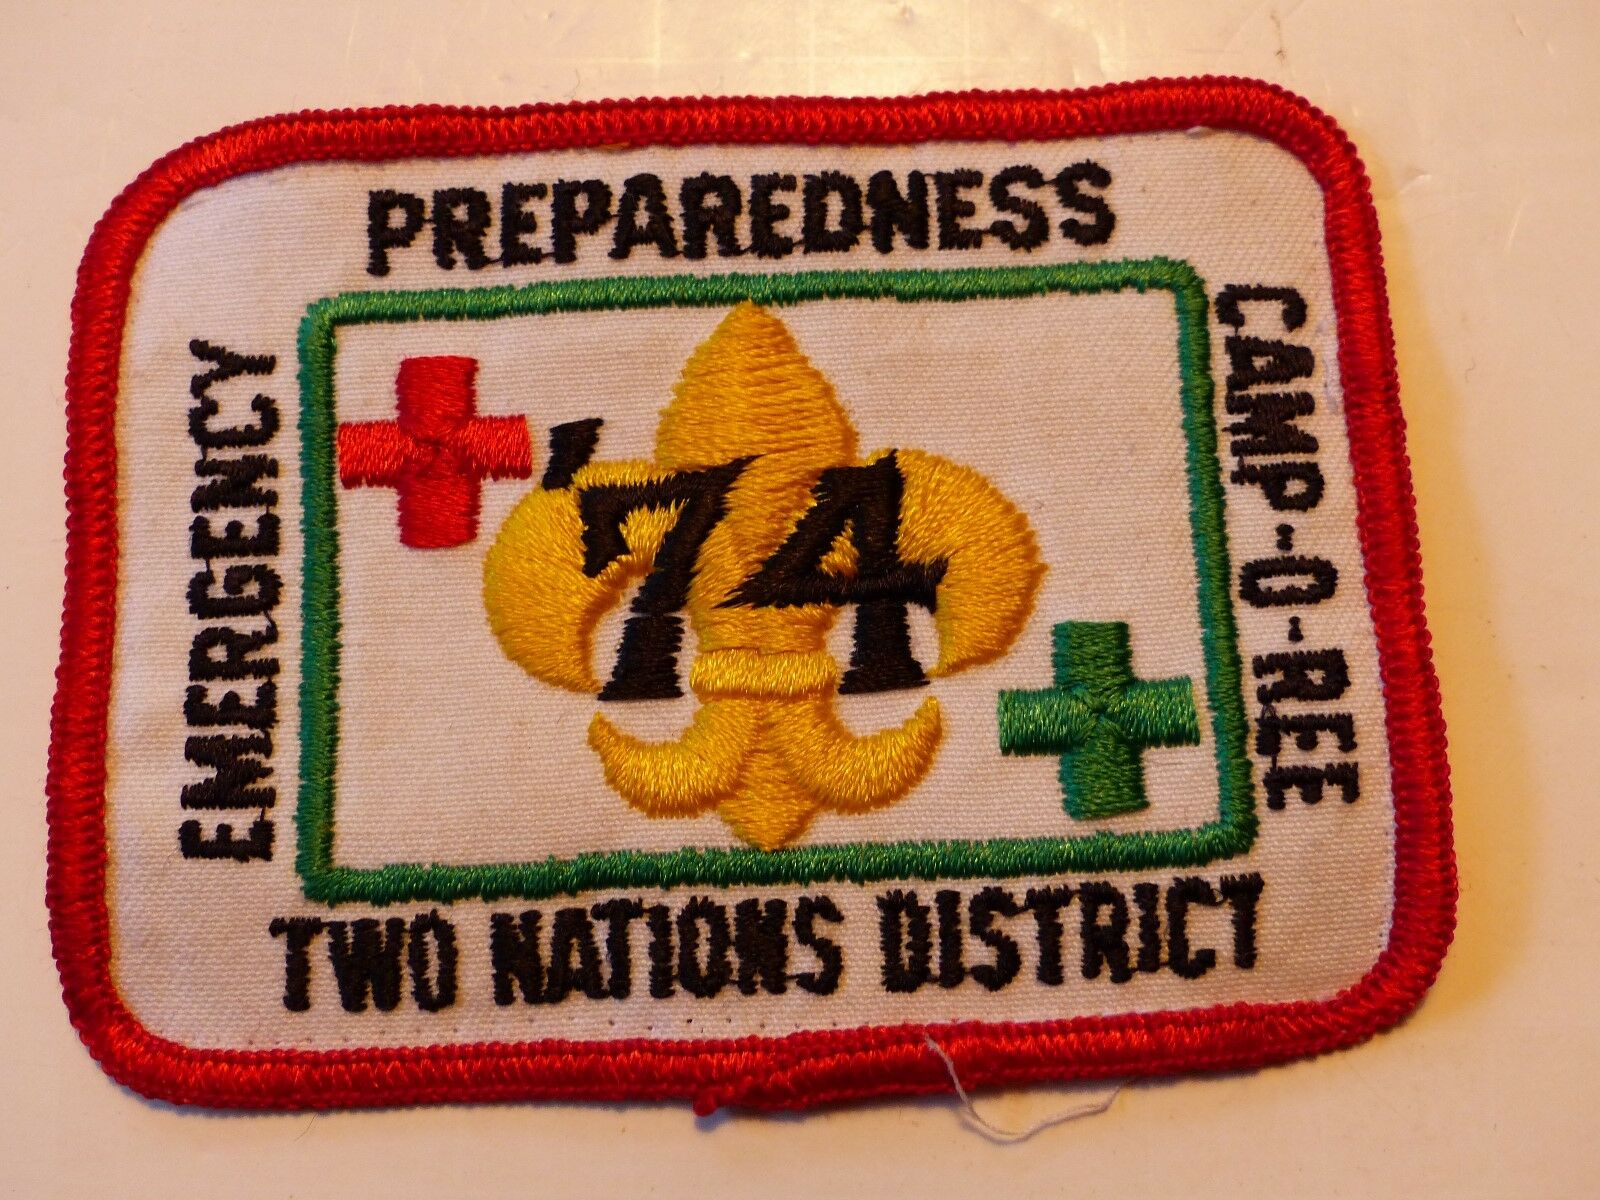 EMERGENCY
PREPAREDNESS
CAMP-O-REE
'74
TWO NATIONS DISTRICT